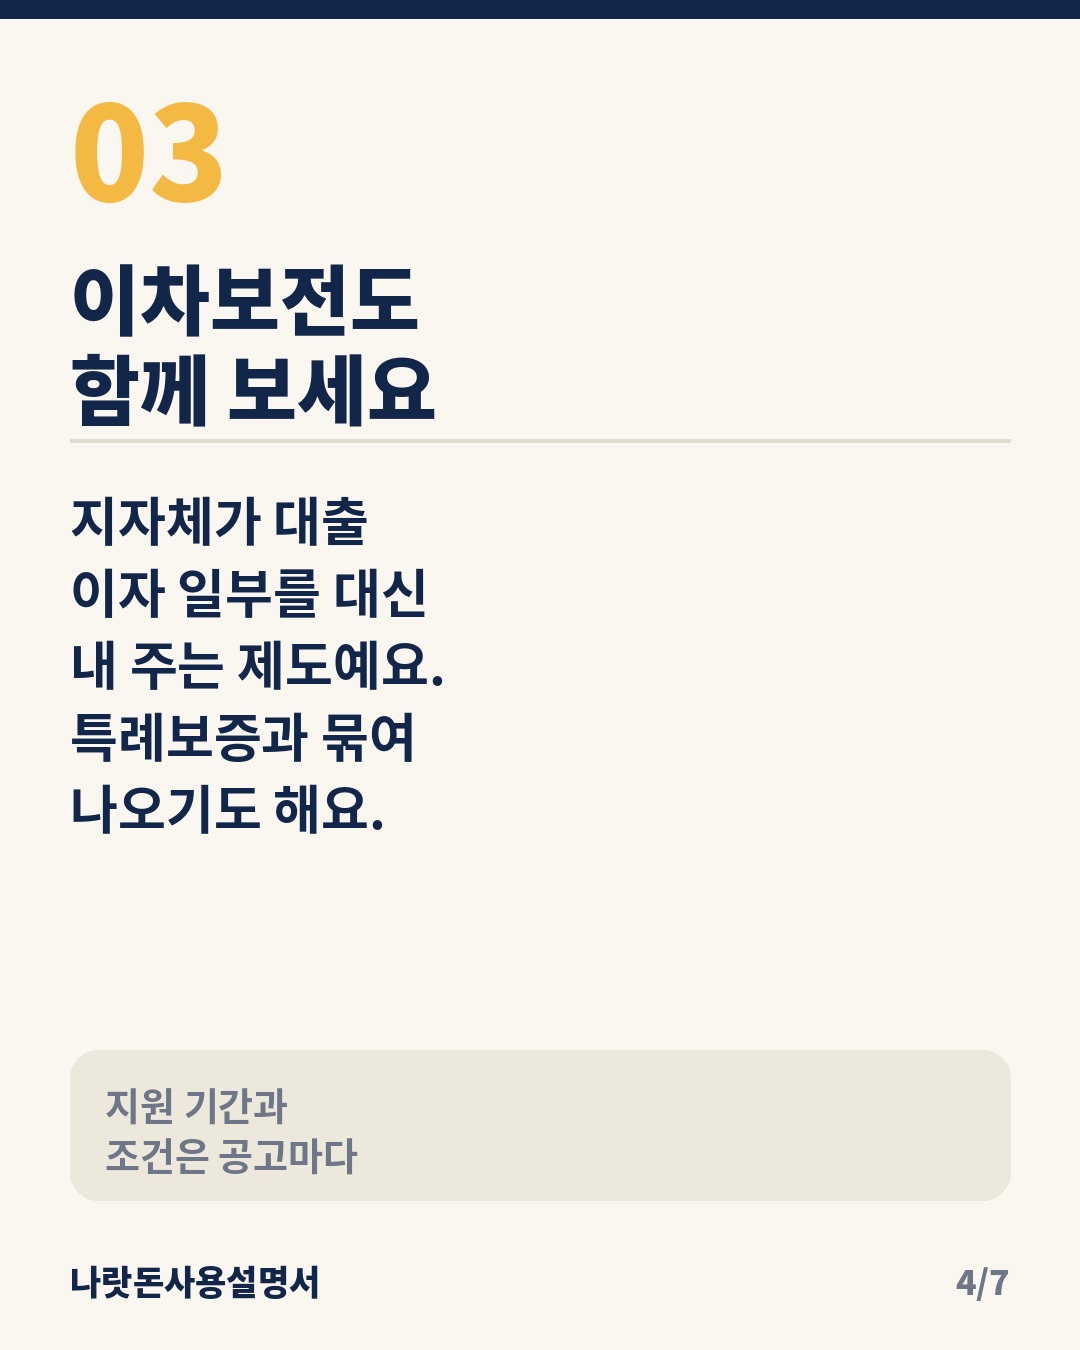 03
이차보전도
함께 보세요
지자체가 대출
이자 일부를 대신
내 주는 제도예요.
특례보증과 묶여
나오기도 해요.
지원 기간과
조건은 공고마다
나랏돈사용설명서
4/7